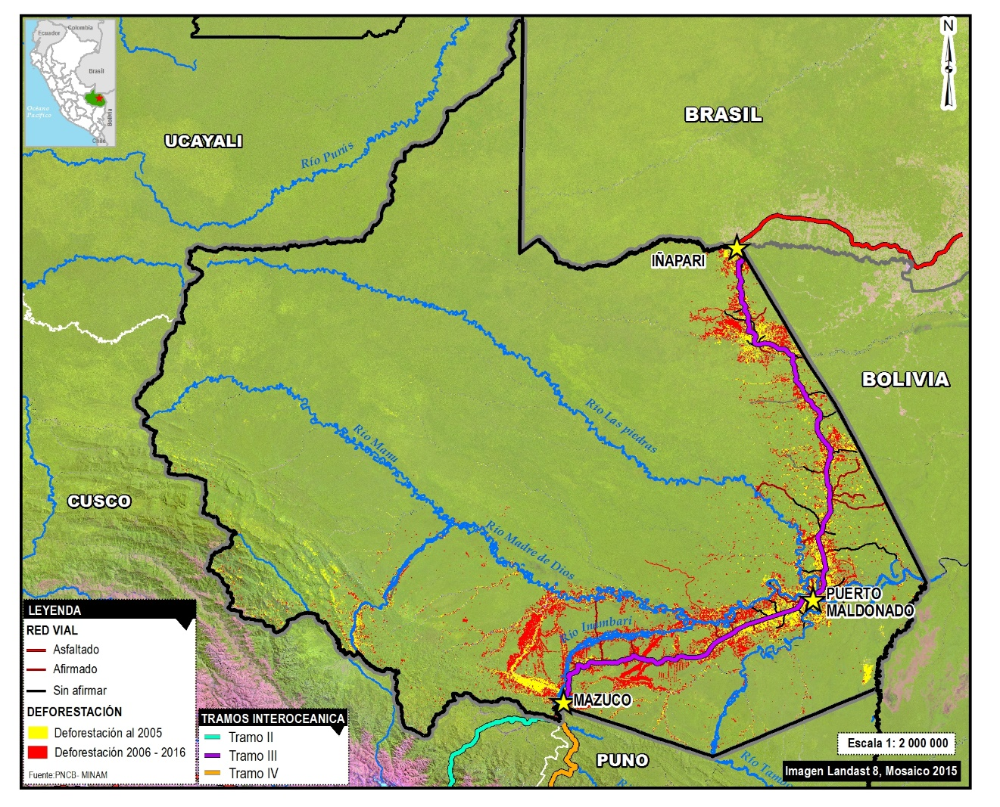 Ecuador
Colombia
Brasil
Océano
Pacífico
Bolivia
Chile
N
BRASIL
UCAYALI
Río Purús
IÑAPARI
BOLIVIA
Río Las piedras
Río Manu
CUSCO
Río Madre de Dios
PUERTO
MALDONADO
Río Inambari
MAZUCO
PUNO
LEYENDA
RED VIAL
Asfaltado
Afirmado
Sin afirmar
DEFORESTACIÓN
Deforestación al 2005
Deforestación 2006 - 2016
Fuente:PNCB- MINAM
TRAMOS INTEROCEANICA
Tramo II
Tramo III
Tramo IV
Escala 1: 2 000 000
Río Tambo
Imagen Landast 8, Mosaico 2015